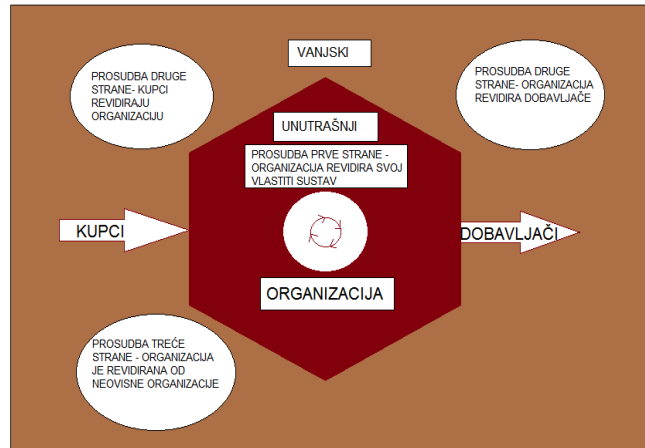 VANJSKI
PROSUDBA DRUGE
STRANE- KUPCI
REVIDIRAJU
ORGANIZACIJU
PROSUDBA DRUGE
STRANE- ORGANIZACIJA
REVIDIRA DOBAVLJAČE
UNUTRAŠNJI
PROSUDBA PRVE STRANE -
ORGANIZACIJA REVIDIRA SVOJ
VLASTITI SUSTAV
KUPCI
DOBAVLJAČI
ORGANIZACIJA
PROSUDBA TREĆE
STRANE - ORGANIZACIJA
JE REVIDIRANA OD
NEOVISNE ORGANIZACIJE